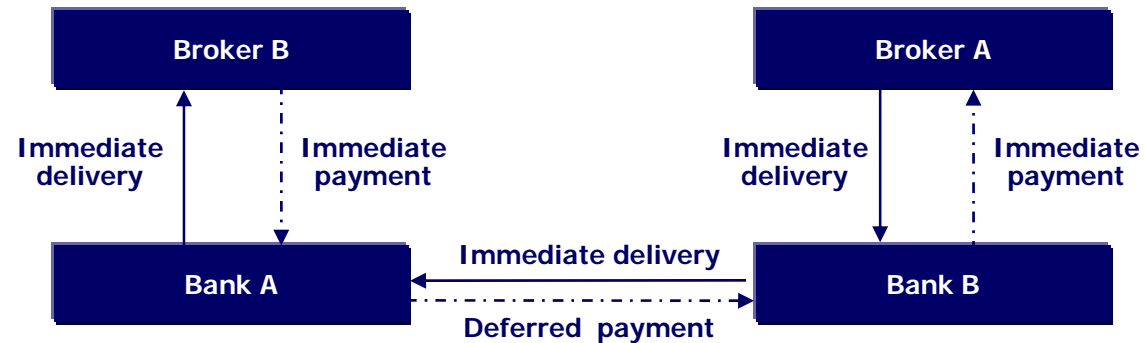 Broker B
Broker A
Immediate
delivery
Immediate
payment
Immediate
delivery
Immediate
payment
Immediate delivery
Bank A
Bank B
Deferred payment